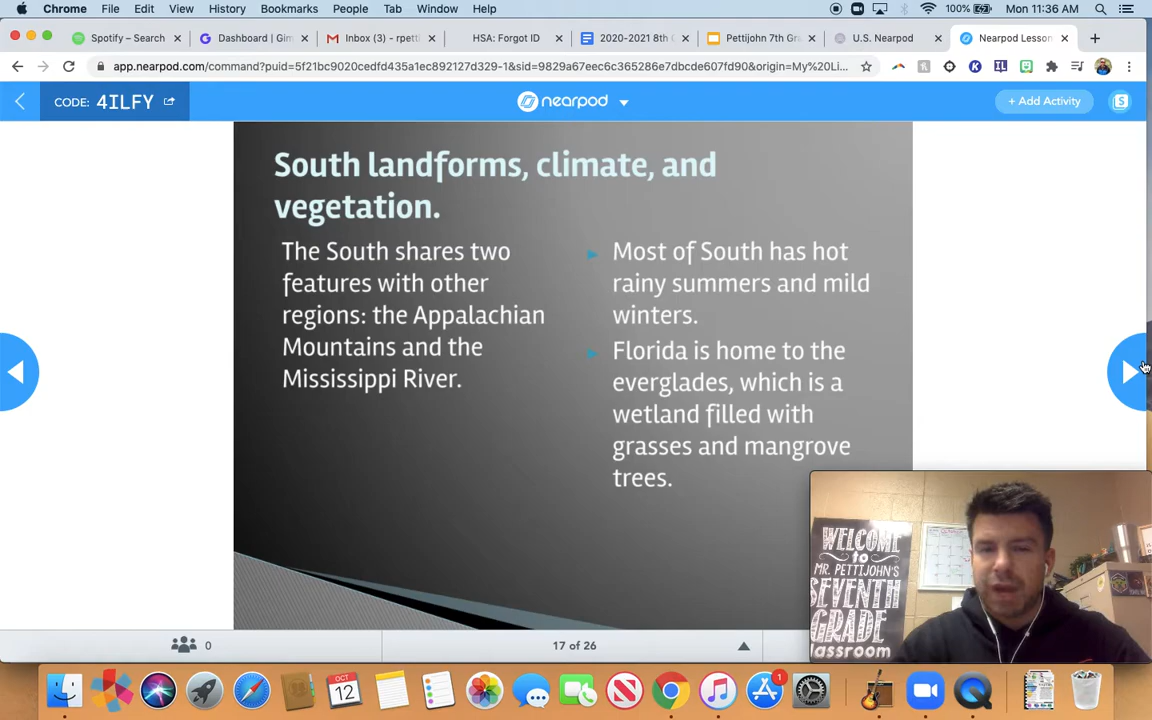 Chrome File Edit View History Bookmarks People Tab Window Help 100% Mon 11:36 AM
Spotify – Search Dashboard | Gim Inbox (3) - rpetti HSA: Forgot ID 2020-2021 8th Pettijohn 7th Gra U.S. Nearpod Nearpod Lesson
app.nearpod.com/command?puid=5f21bc9020cedfd435a1ec892127d329-1&sid=9829a67eec6c365286e7dbcde607fd90&origin=My%20Li...
CODE: 4ILFY nearpod + Add Activity S
South landforms, climate, and
vegetation.
The South shares two
features with other
regions: the Appalachian
Mountains and the
Mississippi River.
Most of South has hot
rainy summers and mild
winters.
Florida is home to the
everglades, which is a
wetland filled with
grasses and mangrove
trees.
WELCOME
to
MR. PETTIJOHN'S
SEVENTH
GRADE
classroom
0 17 of 26
OCT
12
1